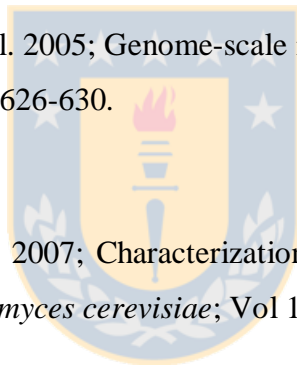 l. 2005; Genome-scale
626-630.
2007; Characterization
myces cerevisiae; Vol 1